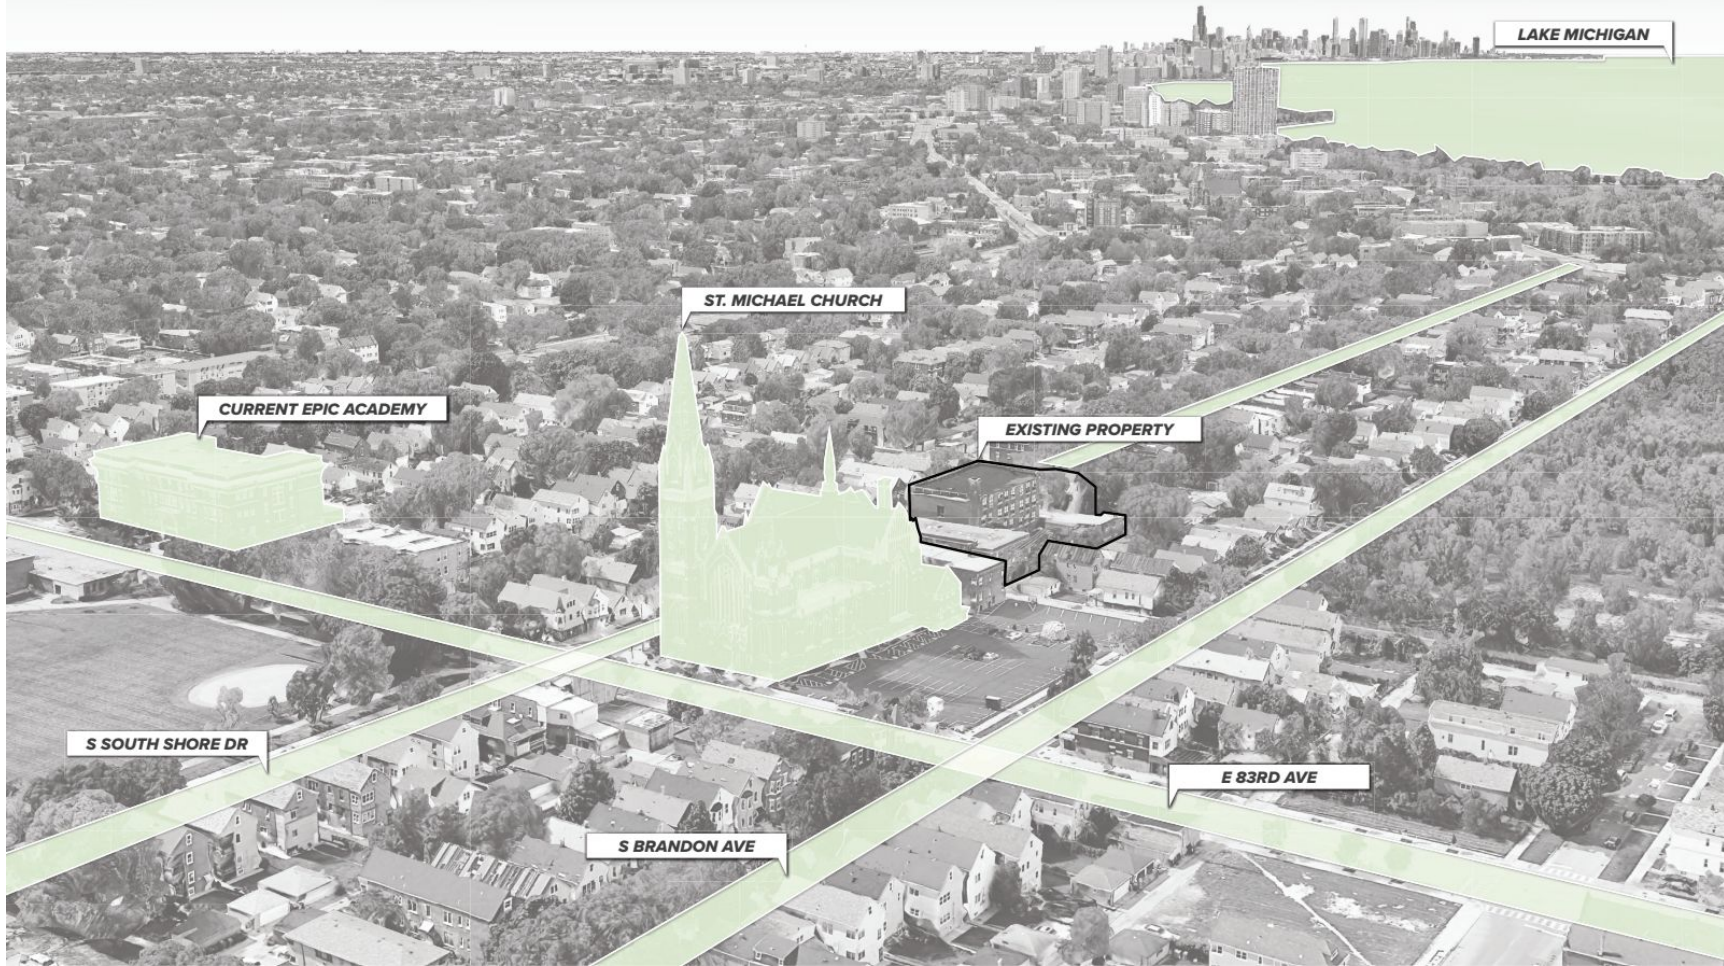 LAKE MICHIGAN
ST. MICHAEL CHURCH
CURRENT EPIC ACADEMY
EXISTING PROPERTY
S SOUTH SHORE DR
E 83RD AVE
S BRANDON AVE